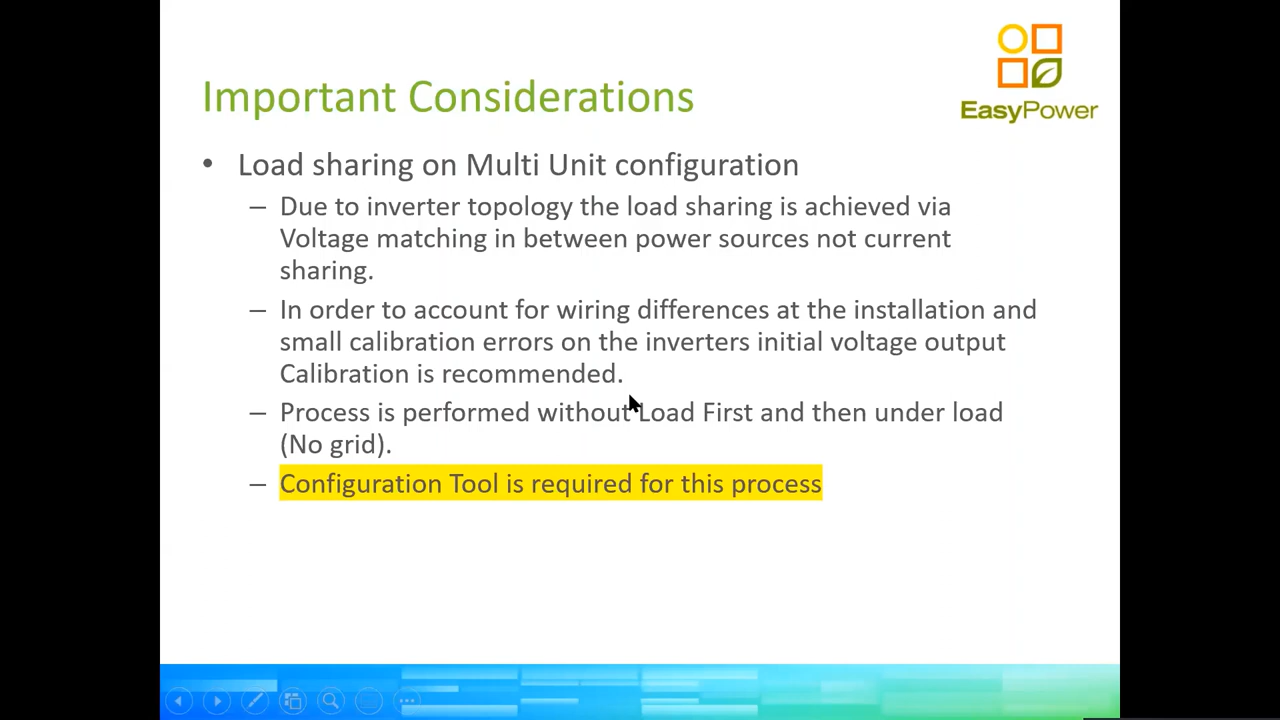 EasyPower
Important Considerations
• Load sharing on Multi Unit configuration
– Due to inverter topology the load sharing is achieved via
Voltage matching in between power sources not current
sharing.
– In order to account for wiring differences at the installation and
small calibration errors on the inverters initial voltage output
Calibration is recommended.
– Process is performed without Load First and then under load
(No grid).
– Configuration Tool is required for this process